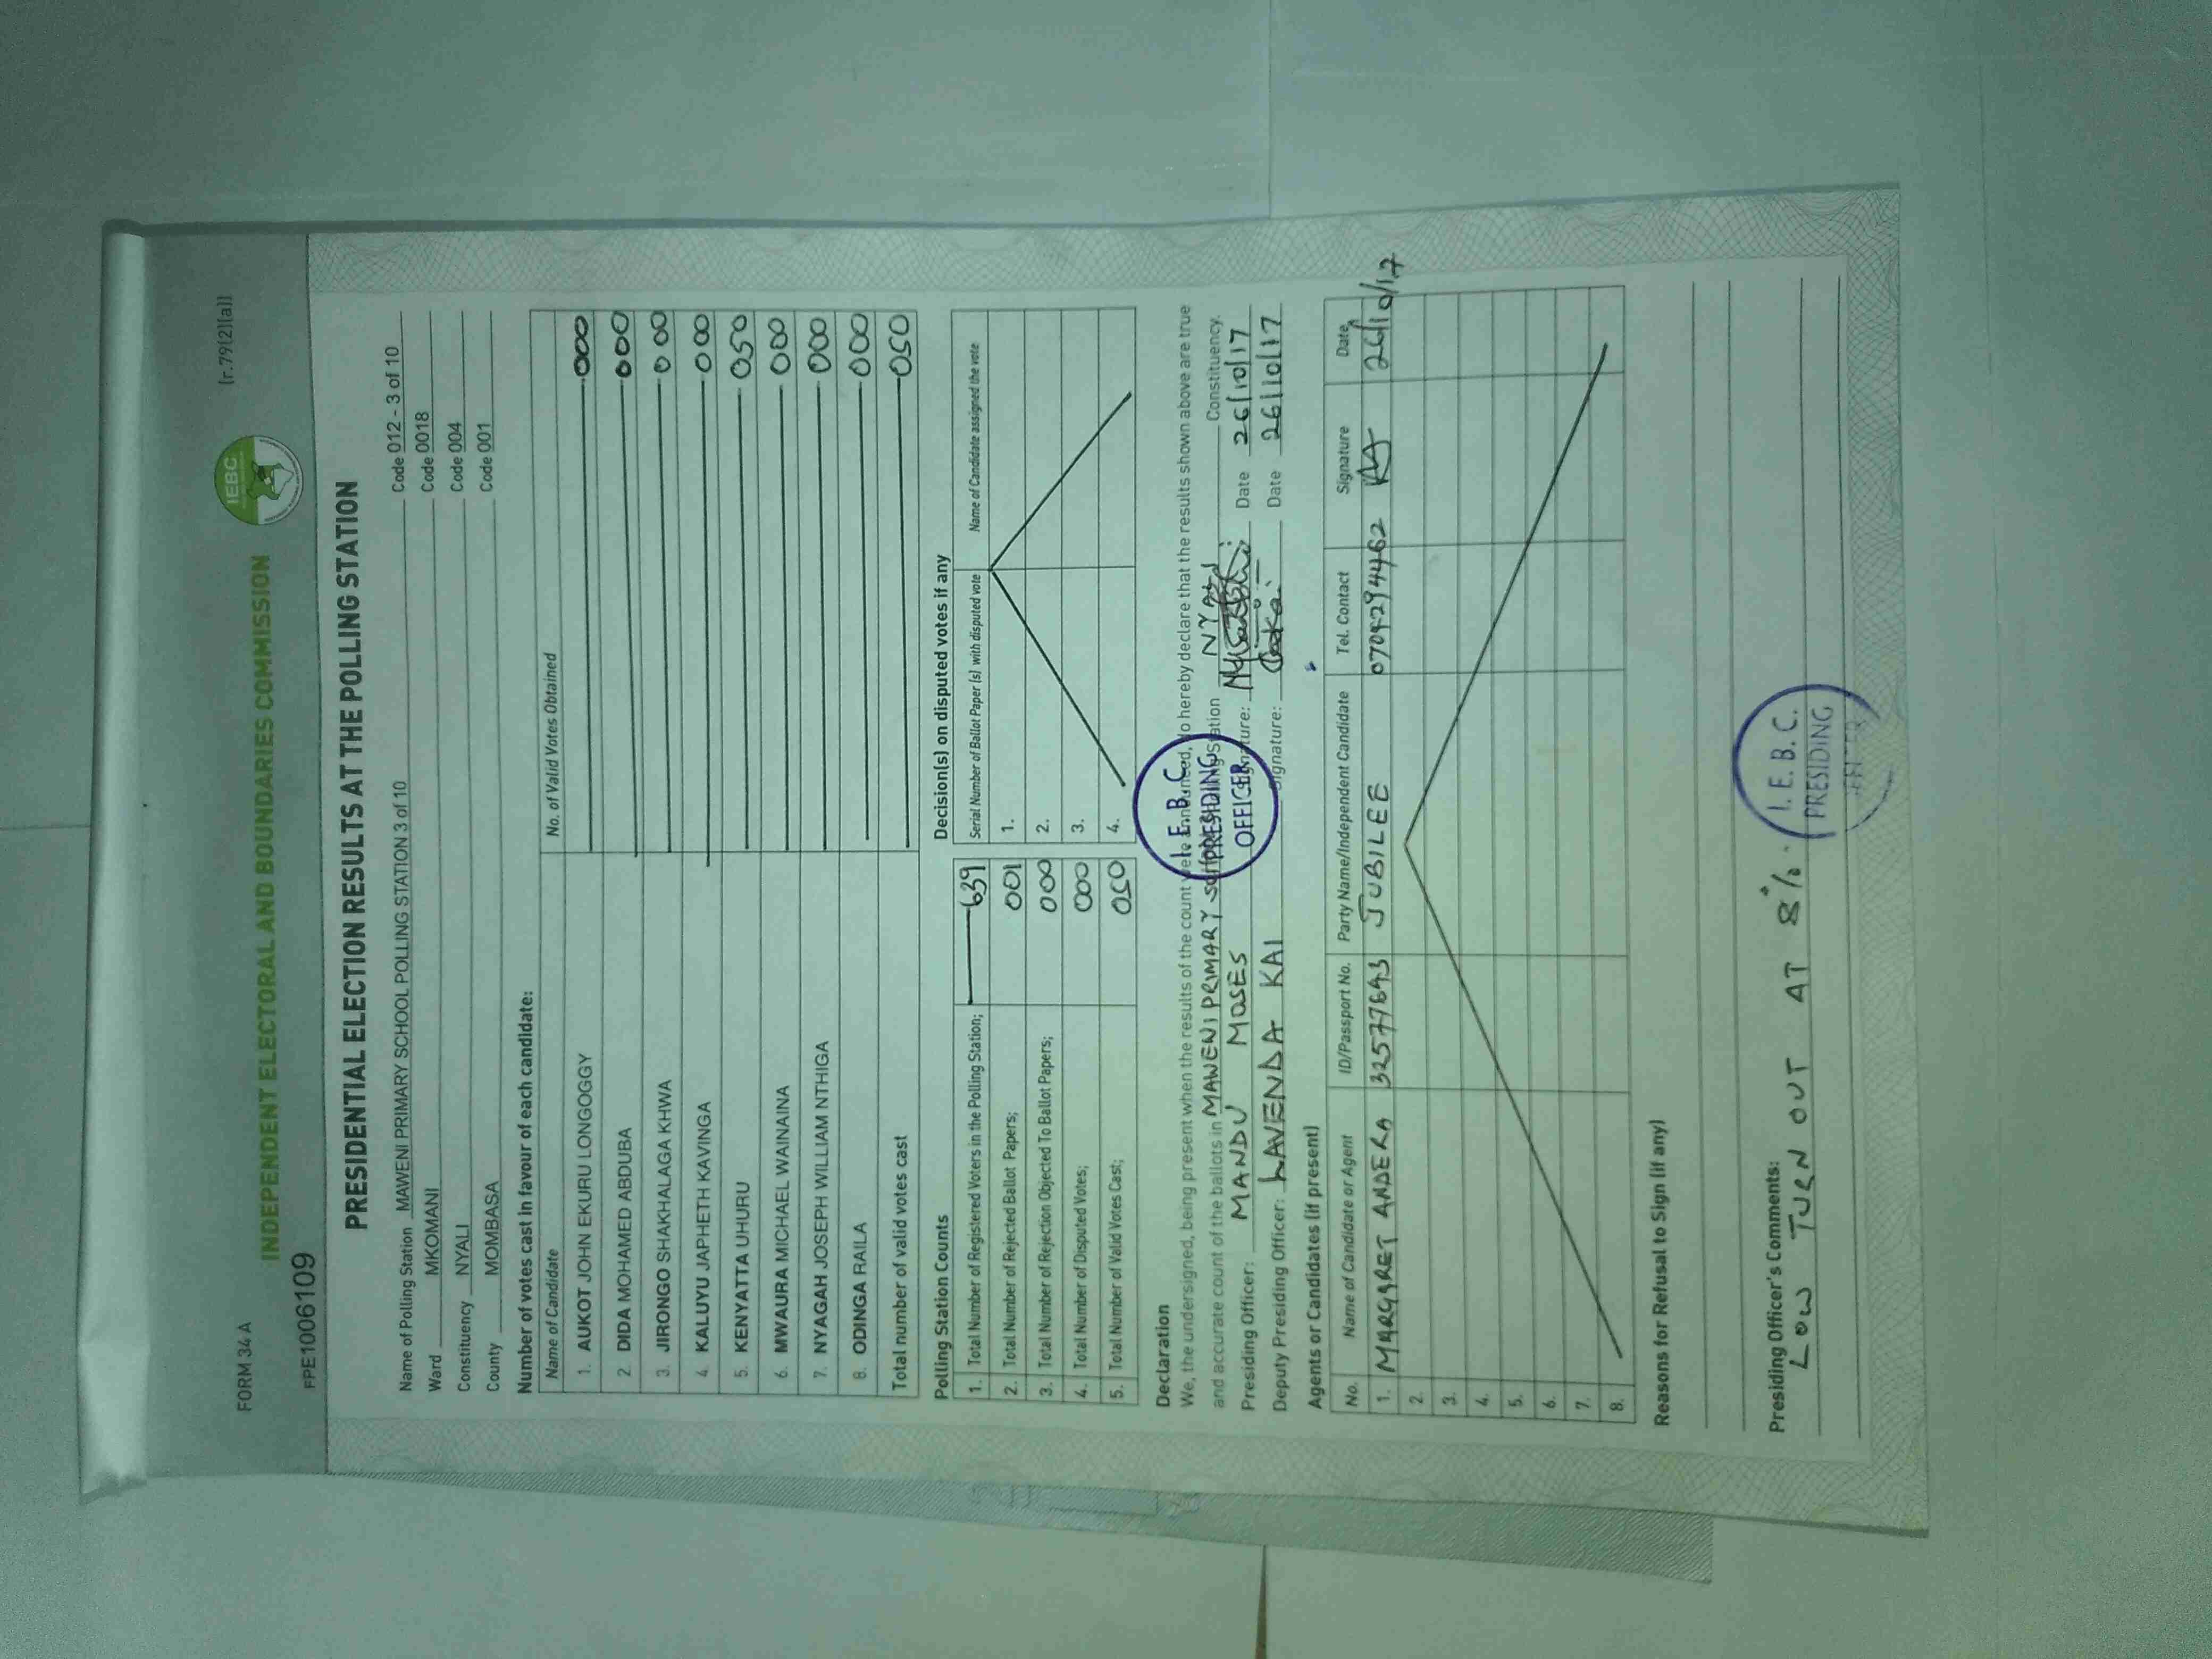 FORM 34 A
(r.79(2)(a))
INDEPENDENT ELECTORAL AND BOUNDARIES COMMISSION
IEBC
FPE1006109
PRESIDENTIAL ELECTION RESULTS AT THE POLLING STATION
Name of Polling Station MAWENI PRIMARY SCHOOL POLLING STATION 3 of 10 Code 012 - 3 of 10
Ward MKOMANI Code 0018
Constituency NYALI Code 004
County MOMBASA Code 001
Number of votes cast in favour of each candidate:
Name of Candidate No. of Valid Votes Obtained
1. AUKOT JOHN EKURU LONGOGGY 000
2. DIDA MOHAMED ABDUBA 000
3. JIRONGO SHAKHALAGA KHWA 000
4. KALUYU JAPHETH KAVINGA 000
5. KENYATTA UHURU 050
6. MWAURA MICHAEL WAINAINA 000
7. NYAGAH JOSEPH WILLIAM NTHIGA 000
8. ODINGA RAILA 000
Total number of valid votes cast 050
Polling Station Counts
1. Total Number of Registered Voters in the Polling Station; 639
2. Total Number of Rejected Ballot Papers; 001
3. Total Number of Rejection Objected To Ballot Papers; 000
4. Total Number of Disputed Votes; 000
5. Total Number of Valid Votes Cast; 050
Decision(s) on disputed votes if any
Serial Number of Ballot Paper (s) with disputed vote Name of Candidate assigned the vote
1.
2.
3.
4.
Declaration
We, the undersigned, being present when the results of the count were announced, do hereby declare that the results shown above are true
and accurate count of the ballots in MAWENI PRIMARY Station Constituency.
Presiding Officer: MANDU MOSES Signature: Date 26/10/17
Deputy Presiding Officer: LAVENDA KAI Signature: Date 26/10/17
I. E. B. C.
PRESIDING
OFFICER
Agents or Candidates (if present)
No. Name of Candidate or Agent ID/Passport No. Party Name/Independent Candidate Tel. Contact Signature Date
1. MARGARET ANDERA 32577643 JUBILEE 0704294462 26/10/17
2.
3.
4.
5.
6.
7.
8.
Reasons for Refusal to Sign (if any)
Presiding Officer's Comments:
LOW TURN OUT AT 8%.
I. E. B. C.
PRESIDING